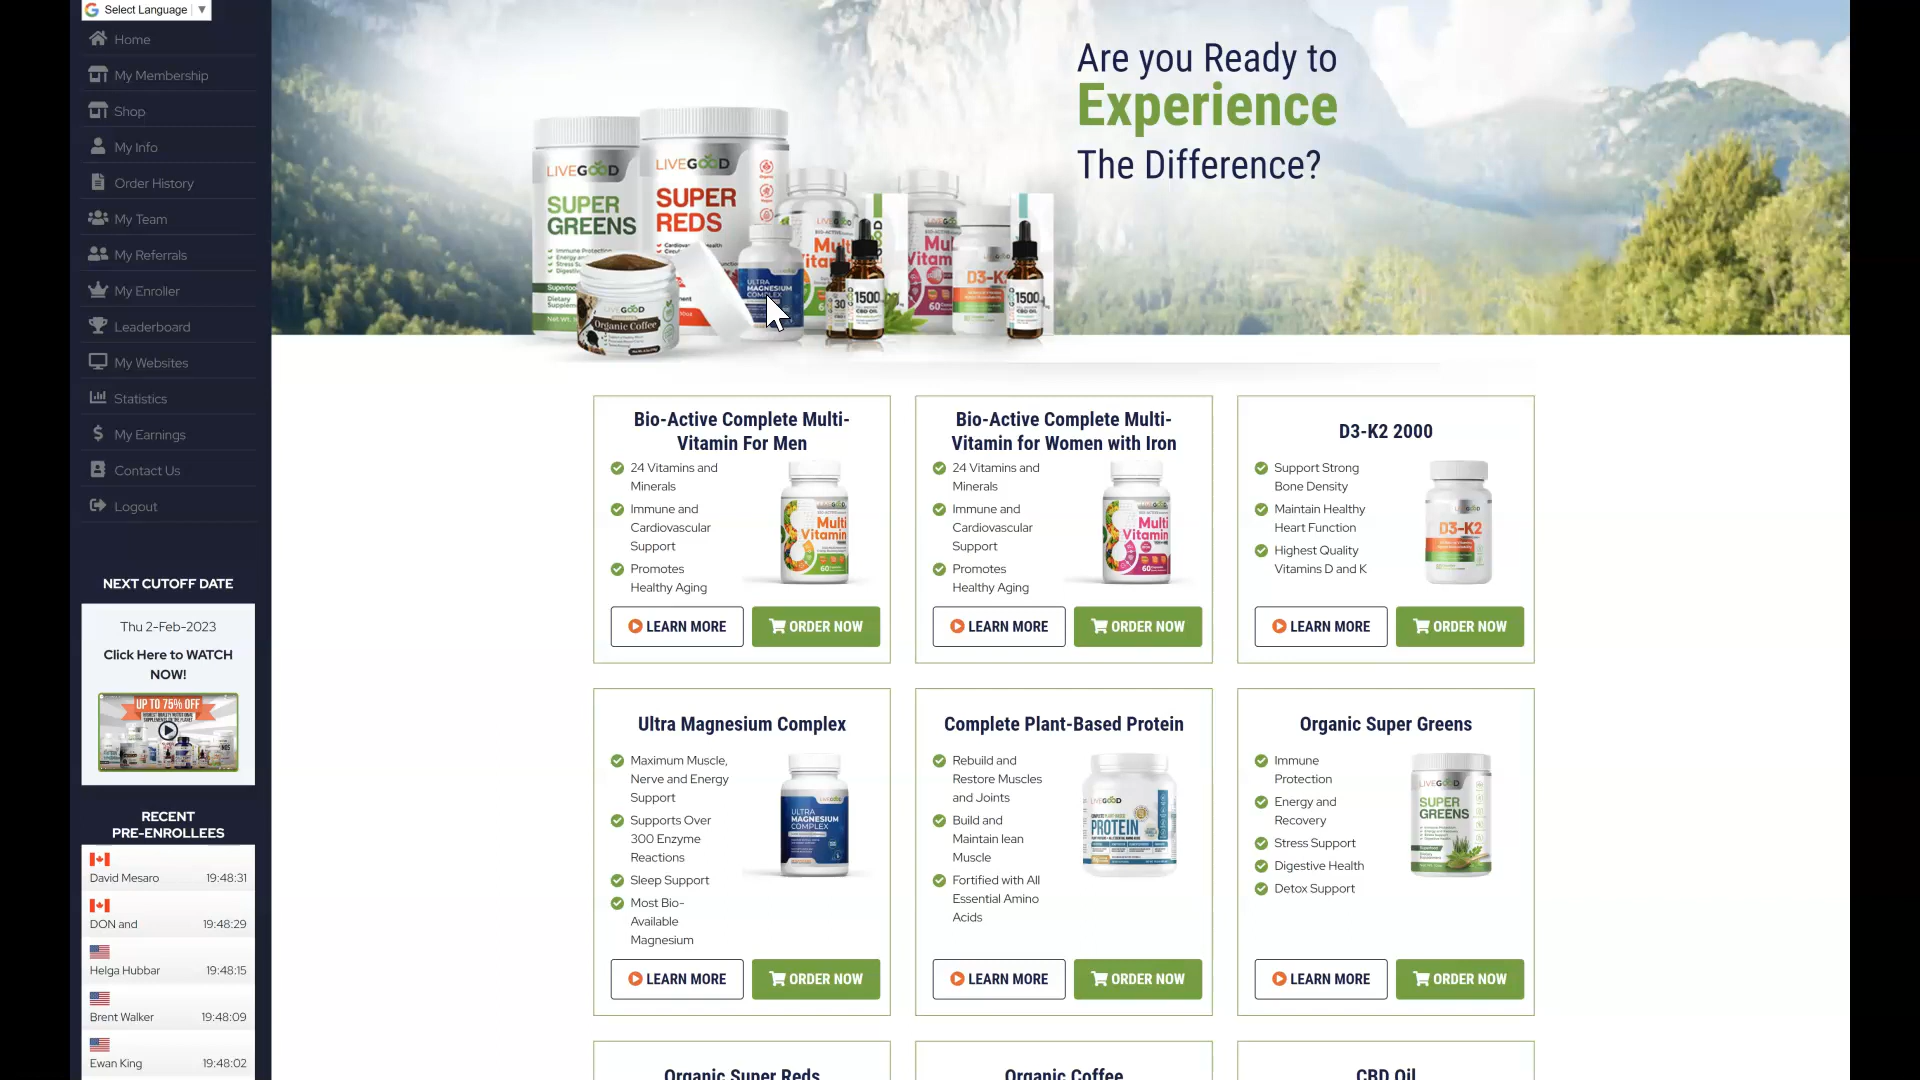 Select Language
Home
My Membership
Shop
My Info
Order History
My Team
My Referrals
My Enroller
Leaderboard
My Websites
Statistics
My Earnings
Contact Us
Logout
NEXT CUTOFF DATE
Thu 2-Feb-2023
Click Here to WATCH
NOW!
UP TO 75% OFF
RECENT
PRE-ENROLLEES
David Mesaro 19:48:31
DON and 19:48:29
Helga Hubbar 19:48:15
Brent Walker 19:48:09
Ewan King 19:48:02
Are you Ready to
Experience
The Difference?
LIVEGOOD
SUPER
GREENS
LIVEGOOD
SUPER
REDS
ULTRA
MAGNESIUM
COMPLEX
Organic Coffee
D3-K2
1500
1500
Bio-Active Complete Multi-
Vitamin For Men
24 Vitamins and
Minerals
Immune and
Cardiovascular
Support
Promotes
Healthy Aging
Multi
Vitamin
LEARN MORE
ORDER NOW
Bio-Active Complete Multi-
Vitamin for Women with Iron
24 Vitamins and
Minerals
Immune and
Cardiovascular
Support
Promotes
Healthy Aging
Multi
Vitamin
LEARN MORE
ORDER NOW
D3-K2 2000
Support Strong
Bone Density
Maintain Healthy
Heart Function
Highest Quality
Vitamins D and K
D3-K2
LEARN MORE
ORDER NOW
Ultra Magnesium Complex
Maximum Muscle,
Nerve and Energy
Support
Supports Over
300 Enzyme
Reactions
Sleep Support
Most Bio-
Available
Magnesium
ULTRA
MAGNESIUM
COMPLEX
LEARN MORE
ORDER NOW
Complete Plant-Based Protein
Rebuild and
Restore Muscles
and Joints
Build and
Maintain lean
Muscle
Fortified with All
Essential Amino
Acids
LIVEGOOD
PROTEIN
LEARN MORE
ORDER NOW
Organic Super Greens
Immune
Protection
Energy and
Recovery
Stress Support
Digestive Health
Detox Support
LIVEGOOD
SUPER
GREENS
LEARN MORE
ORDER NOW
Organic Super Reds
Organic Coffee
CBD Oil